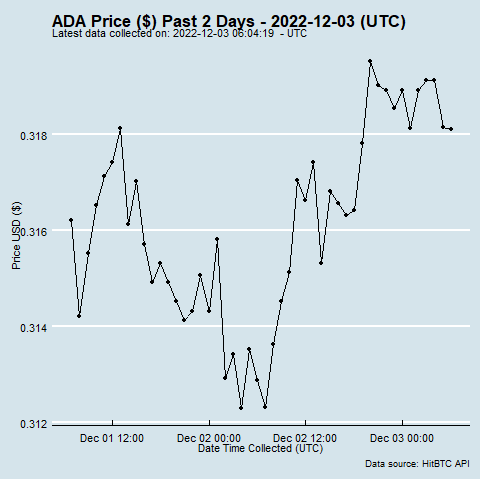 ADA Price ($) Past 2 Days - 2022-12-03 (UTC)
Latest data collected on: 2022-12-03 06:04:19  - UTC
0.318
0.316
0.314
0.312
Price USD ($)
Dec 01 12:00
Dec 02 00:00
Dec 02 12:00
Dec 03 00:00
Date Time Collected (UTC)
Data source: HitBTC API